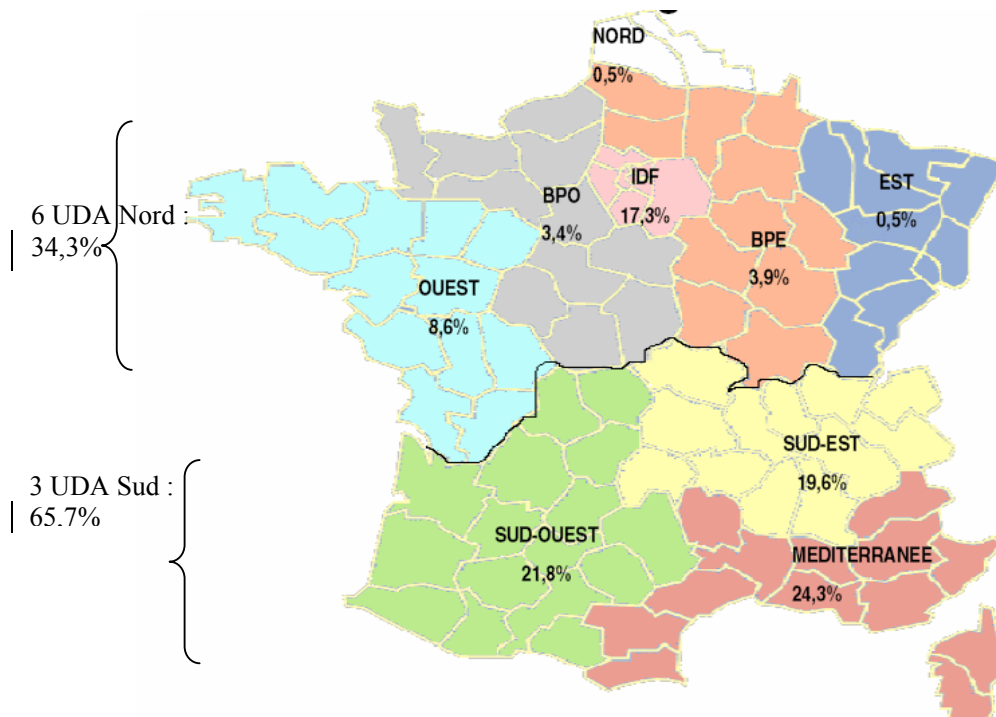 NORD
0,5%
IDF
17,3%
EST
0,5%
BPO
3,4%
BPE
3,9%
6 UDA Nord :
34,3%
OUEST
8,6%
SUD-EST
19,6%
3 UDA Sud :
65.7%
SUD-OUEST
21,8%
MEDITERRANEE
24,3%